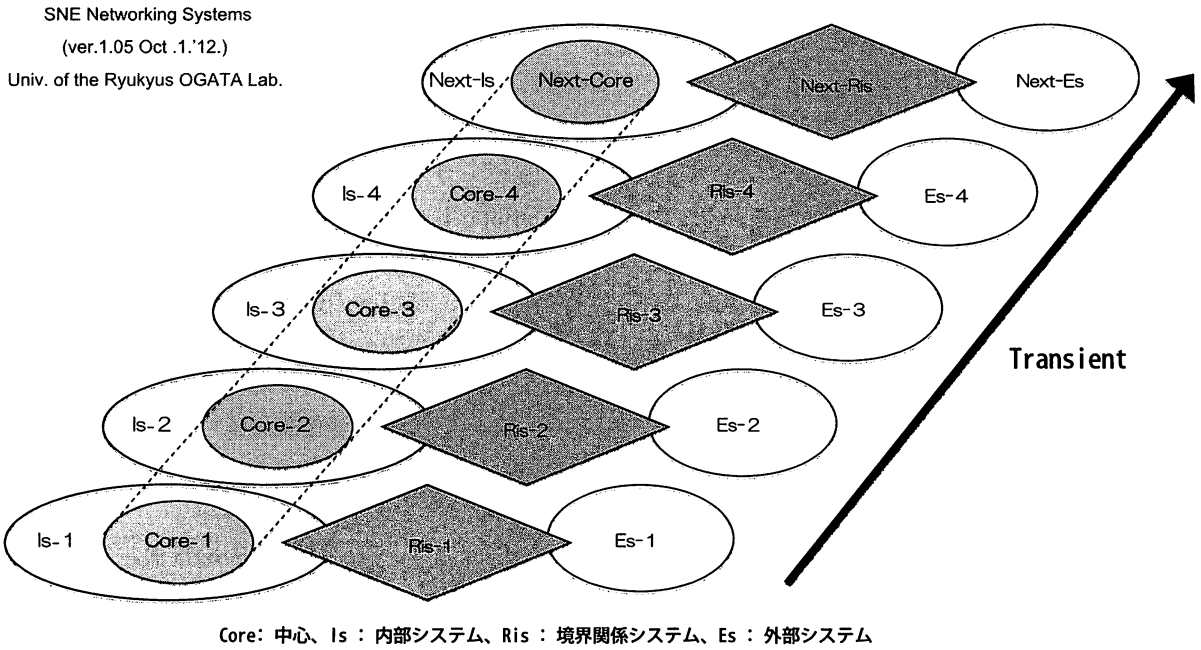 SNE Networking Systems
(ver.1.05 Oct .1.'12.)
Univ. of the Ryukyus OGATA Lab.
Next-Is Next-Core Next-Ris Next-Es
Is-4 Core-4 Ris-4 Es-4
Is-3 Core-3 Ris-3 Es-3
Transient
Is-2 Core-2 Ris-2 Es-2
Is-1 Core-1 Ris-1 Es-1
Core: 中心、Is : 内部システム、Ris : 境界関係システム、Es : 外部システム